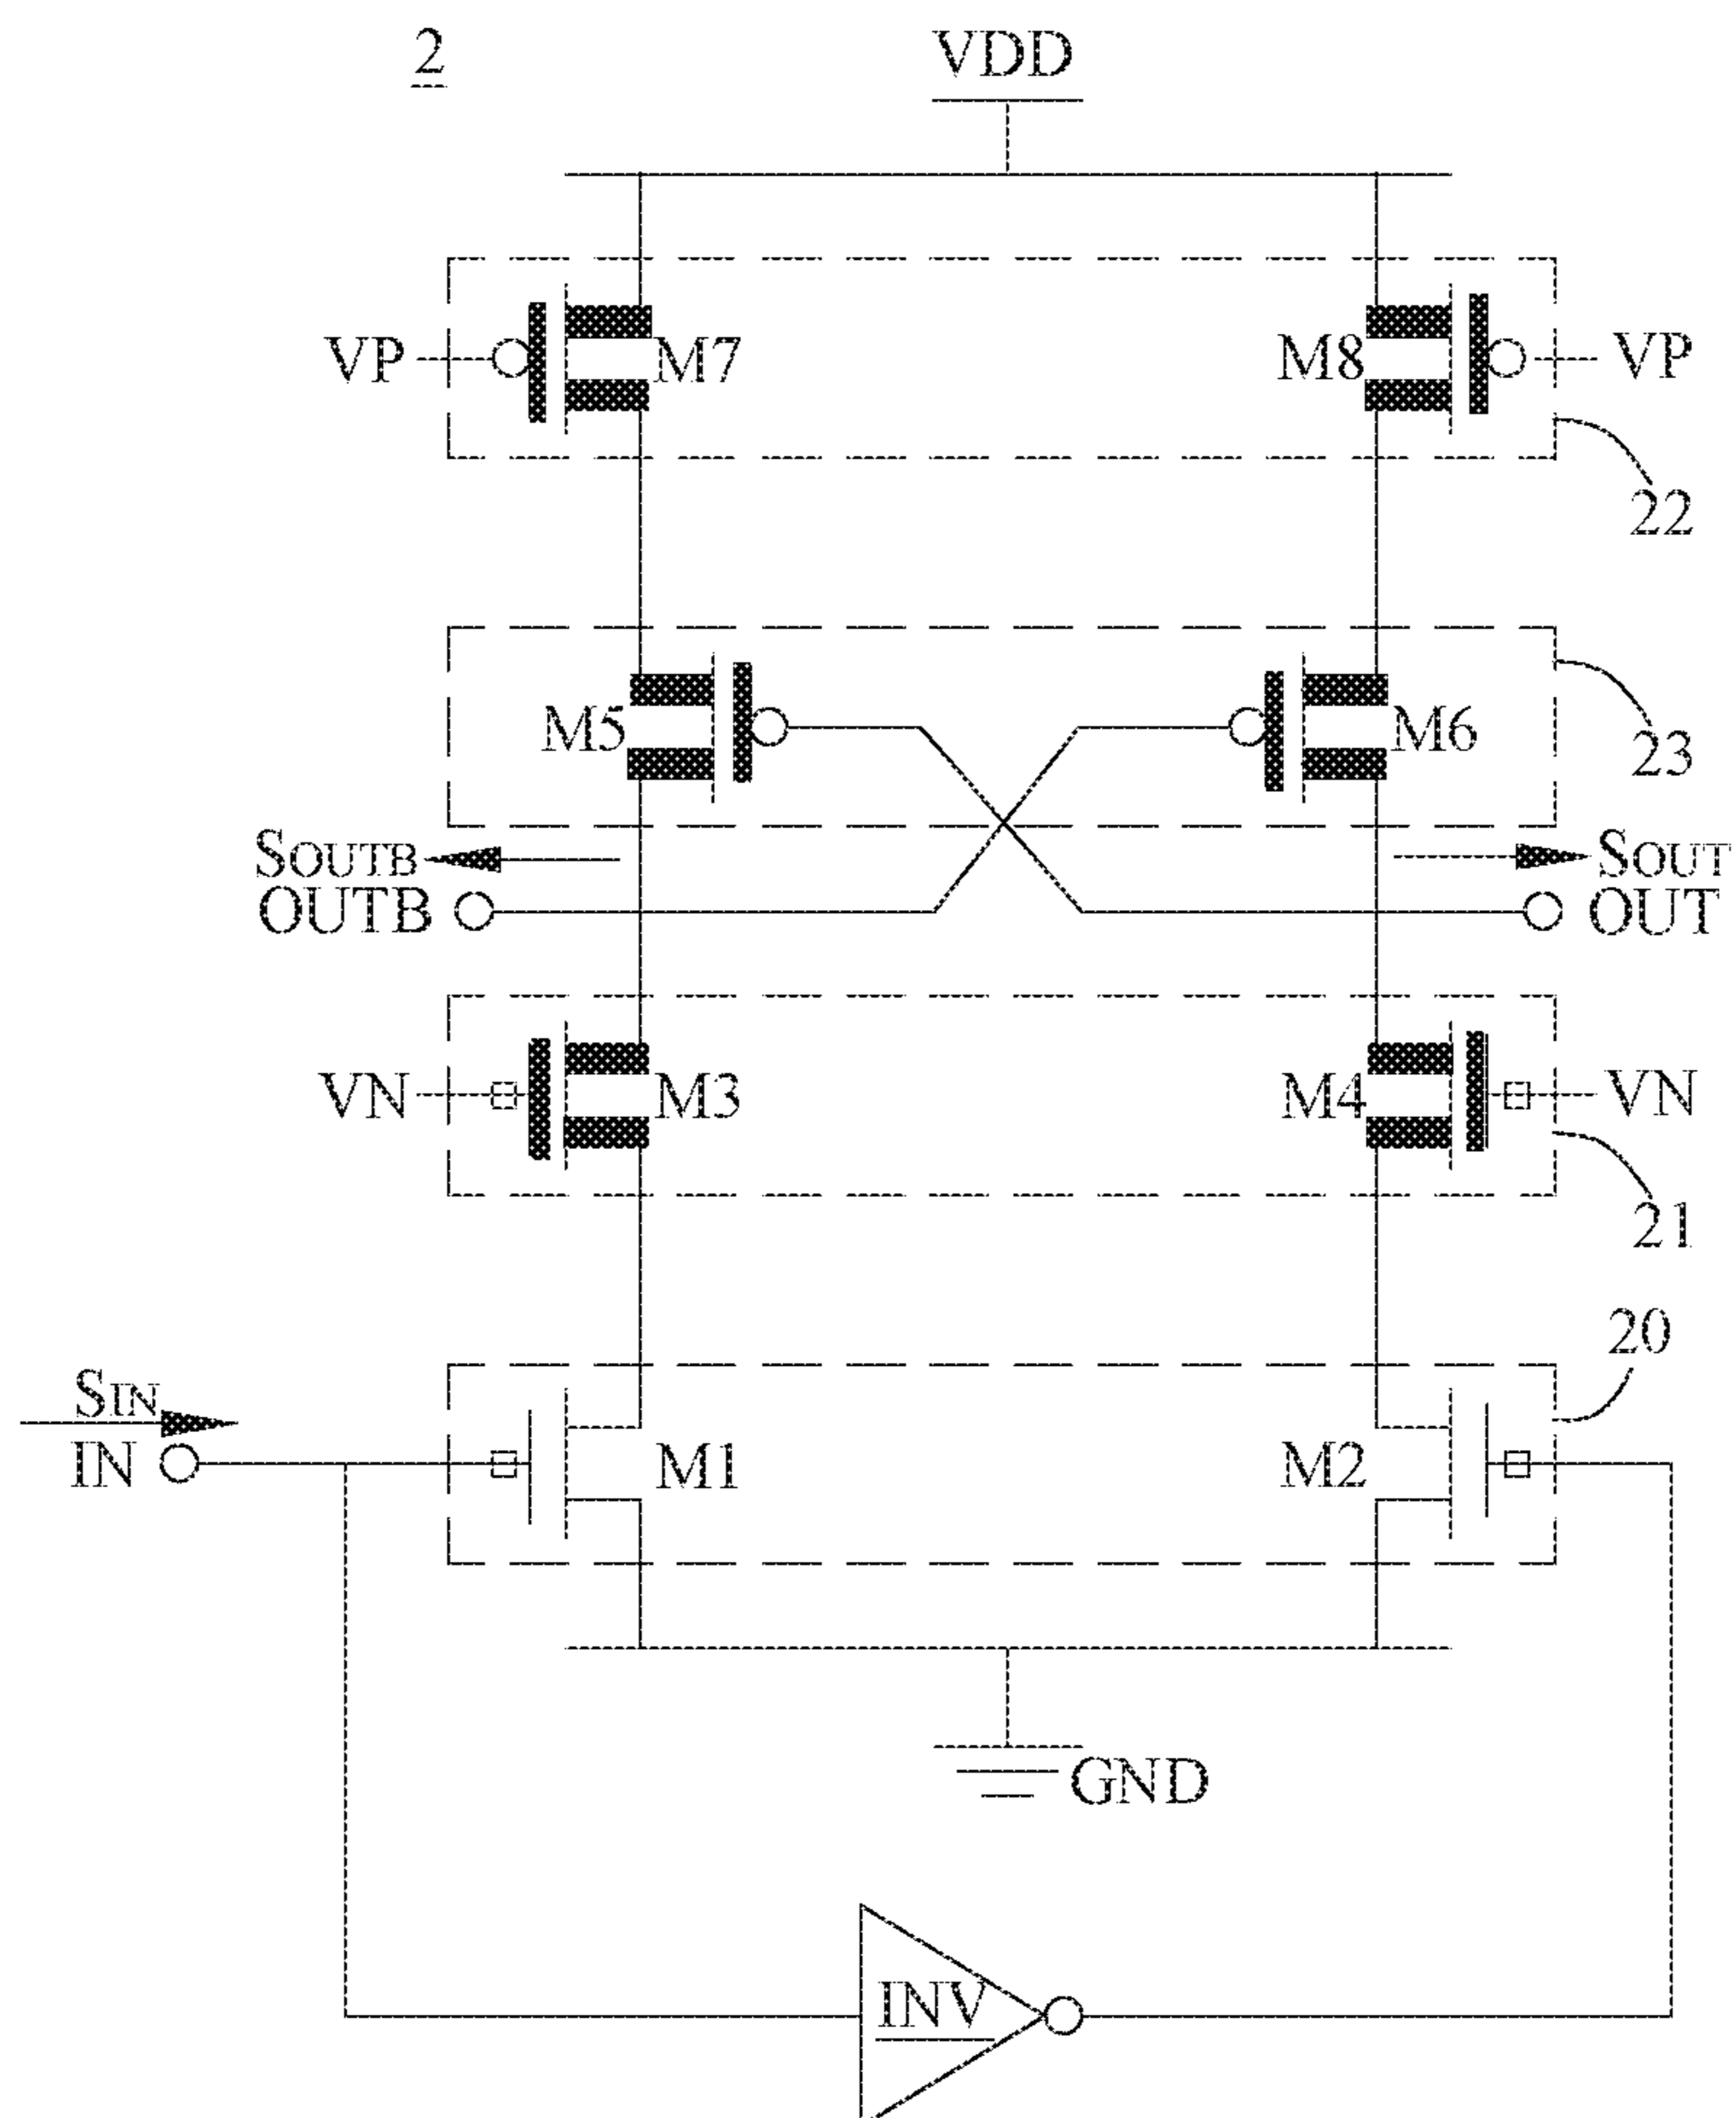 2
VDD
VP
M7
M8
VP
22
M5
M6
23
SOUTB
SOUT
OUTB
OUT
VN
M3
M4
VN
21
20
SIN
IN
M1
M2
GND
INV